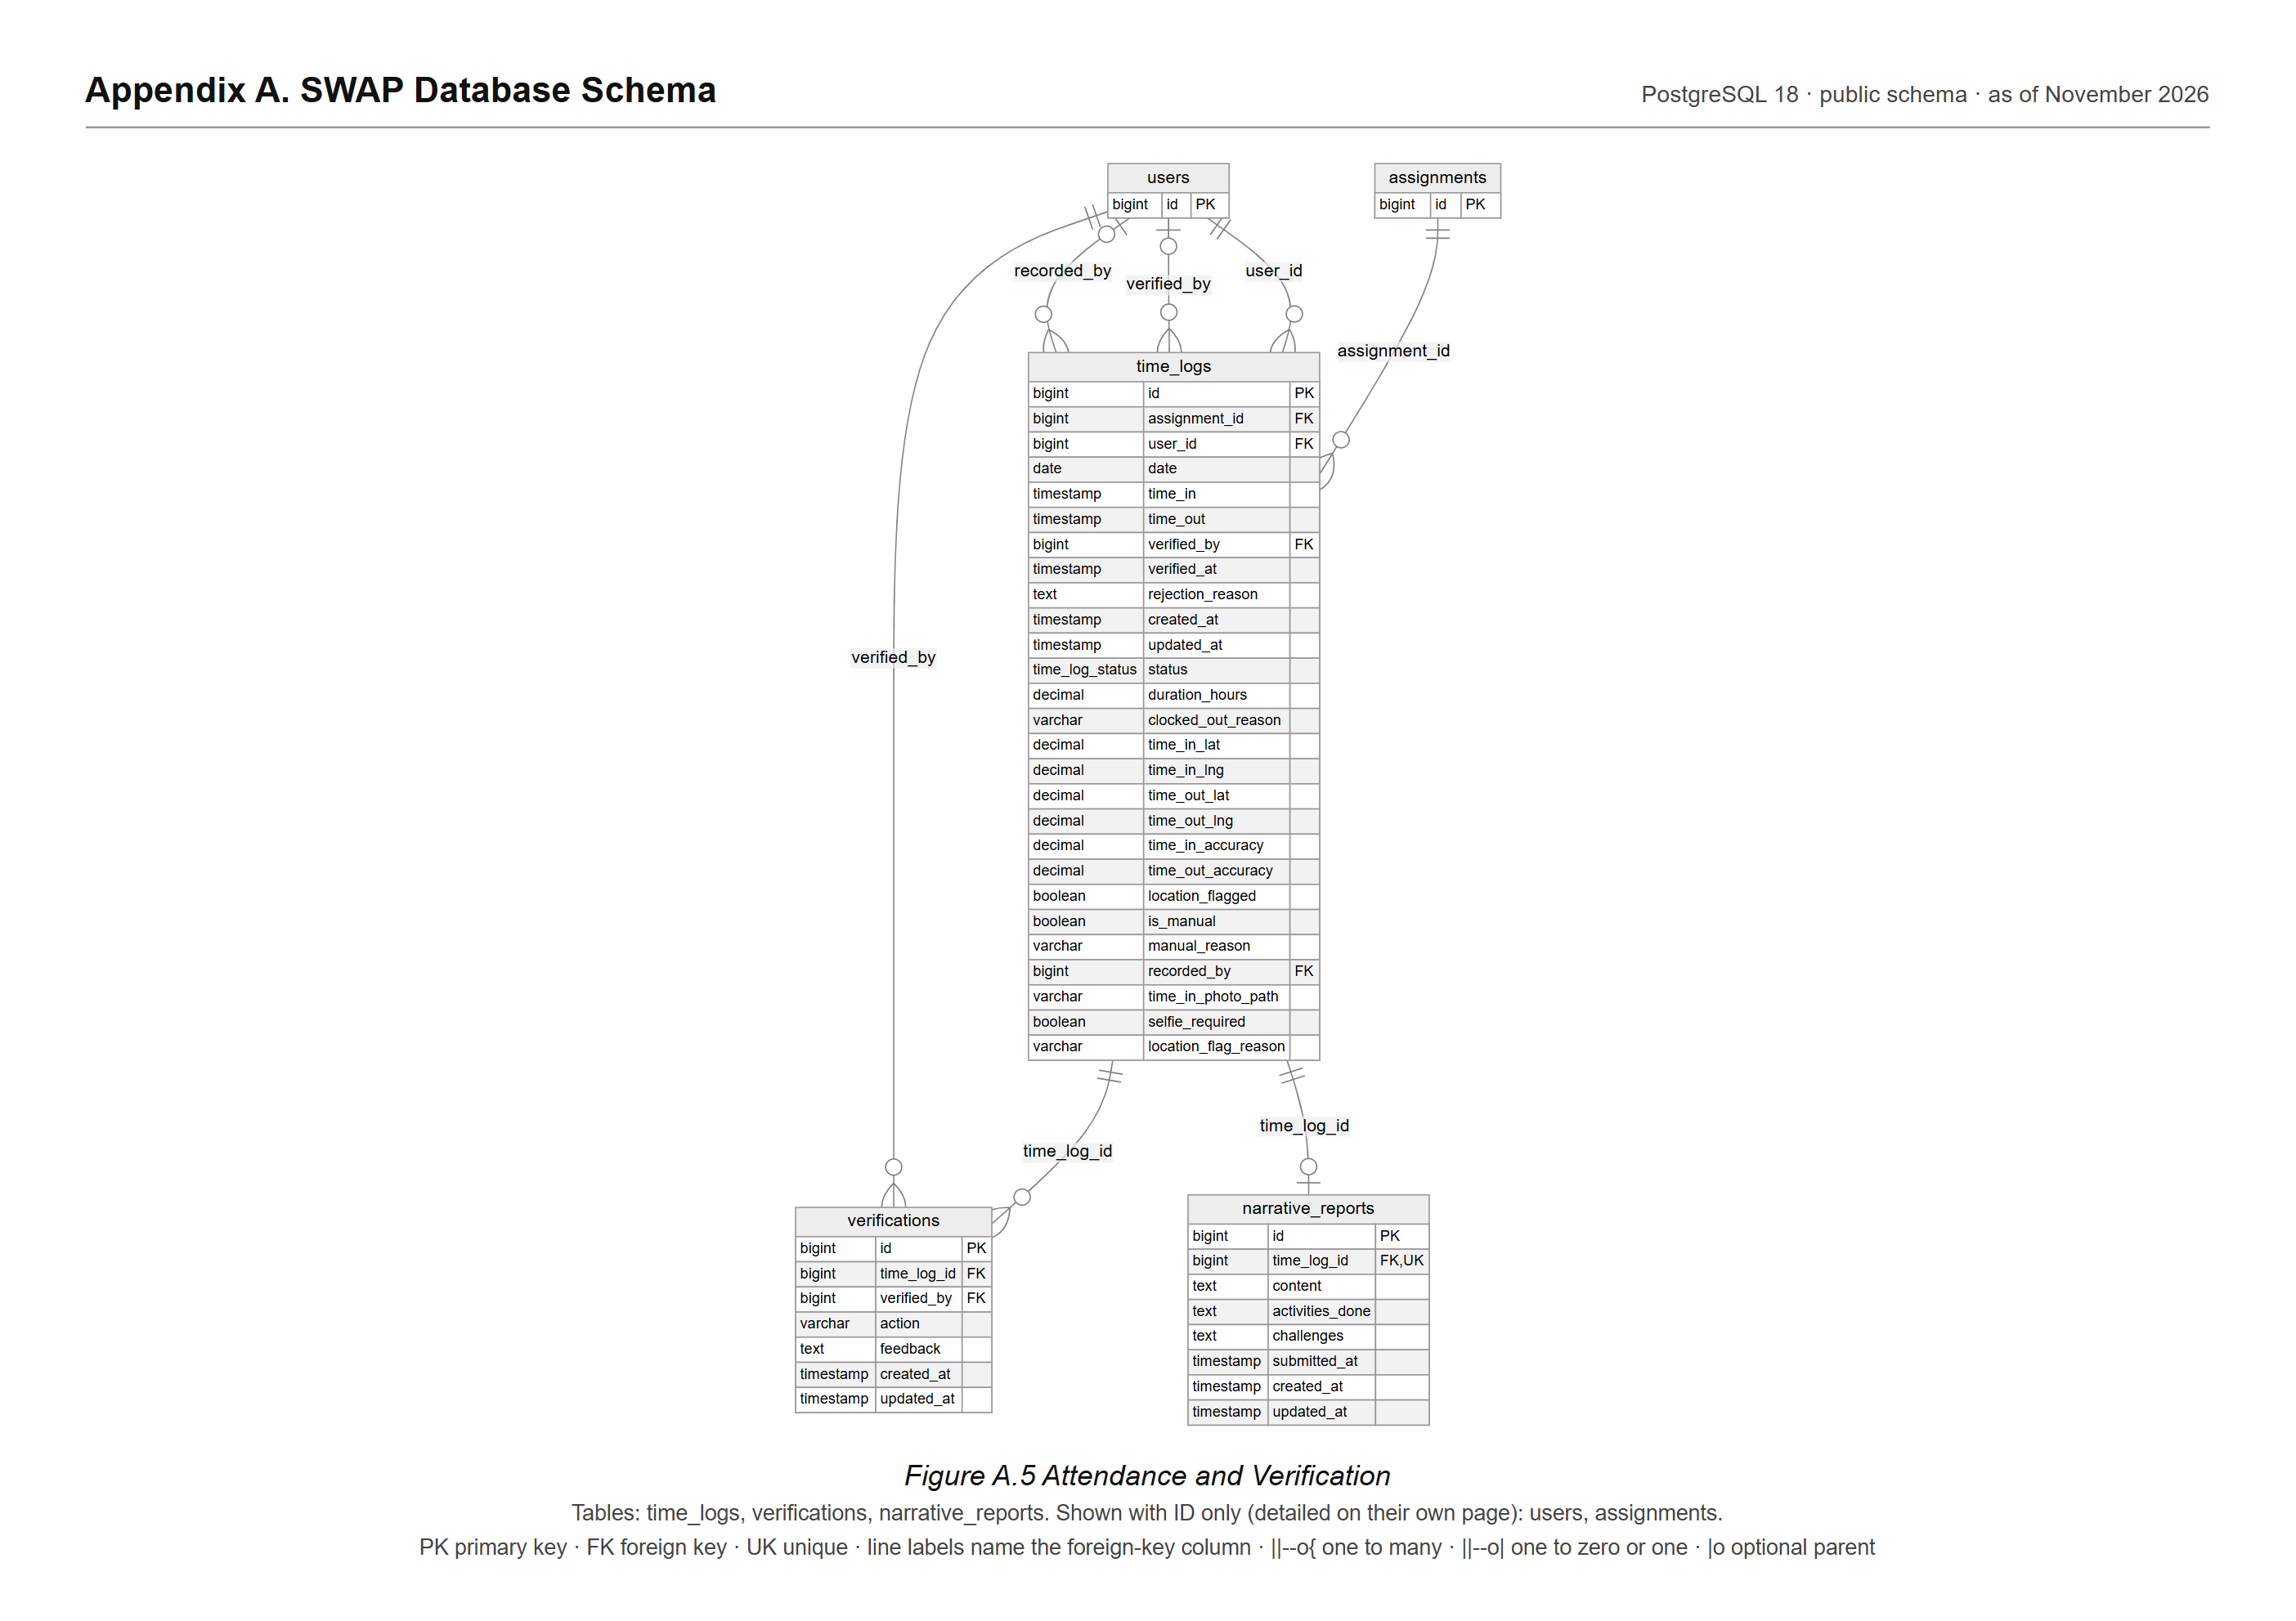 Appendix A. SWAP Database Schema
PostgreSQL 18 · public schema · as of November 2026
users
bigint id PK
assignments
bigint id PK
recorded_by
verified_by
user_id
assignment_id
time_logs
bigint id PK
bigint assignment_id FK
bigint user_id FK
date date
timestamp time_in
timestamp time_out
bigint verified_by FK
timestamp verified_at
text rejection_reason
timestamp created_at
timestamp updated_at
time_log_status status
decimal duration_hours
varchar clocked_out_reason
decimal time_in_lat
decimal time_in_lng
decimal time_out_lat
decimal time_out_lng
decimal time_in_accuracy
decimal time_out_accuracy
boolean location_flagged
boolean is_manual
varchar manual_reason
bigint recorded_by FK
varchar time_in_photo_path
boolean selfie_required
varchar location_flag_reason
verified_by
time_log_id
time_log_id
verifications
bigint id PK
bigint time_log_id FK
bigint verified_by FK
varchar action
text feedback
timestamp created_at
timestamp updated_at
narrative_reports
bigint id PK
bigint time_log_id FK,UK
text content
text activities_done
text challenges
timestamp submitted_at
timestamp created_at
timestamp updated_at
Figure A.5 Attendance and Verification
Tables: time_logs, verifications, narrative_reports. Shown with ID only (detailed on their own page): users, assignments.
PK primary key · FK foreign key · UK unique · line labels name the foreign-key column · ||--o{ one to many · ||--o| one to zero or one · |o optional parent